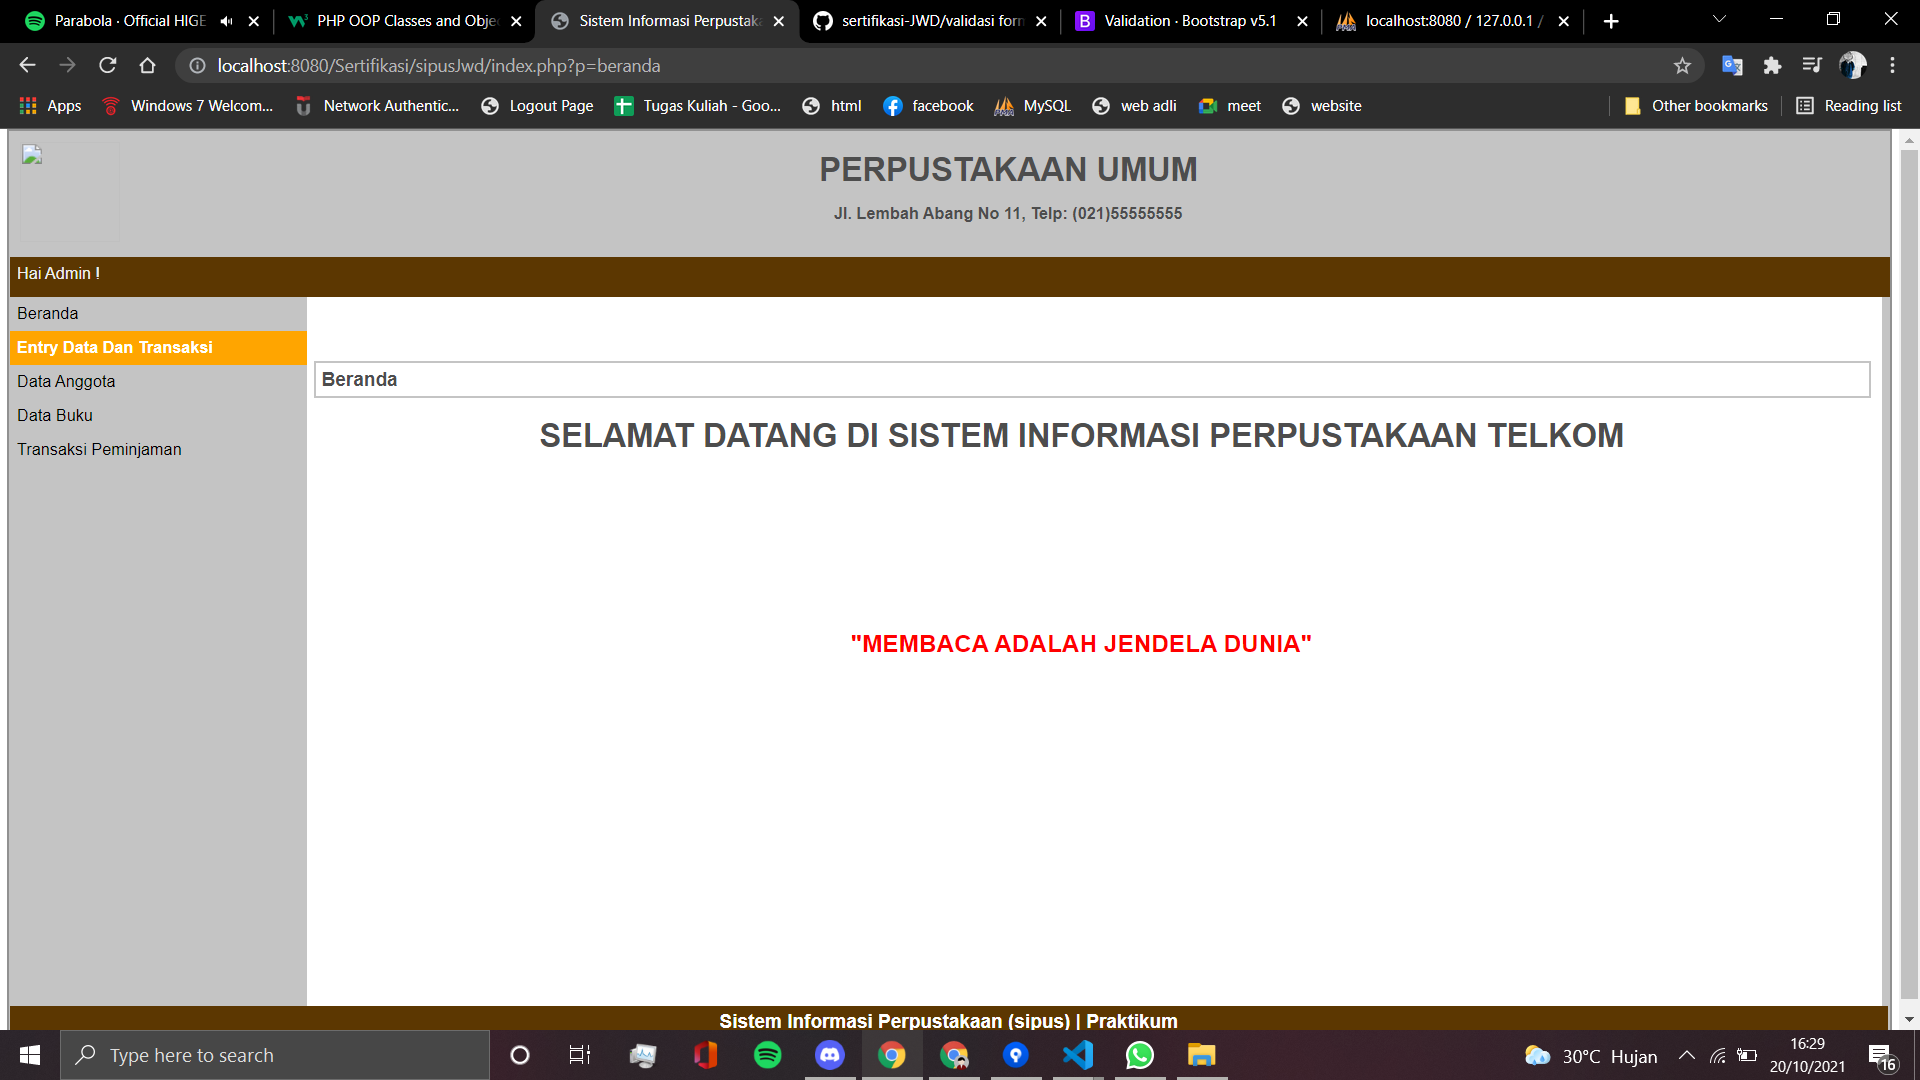 Parabola · Official HIGE
PHP OOP Classes and Obje
Sistem Informasi Perpustak
sertifikasi-JWD/validasi form
Validation · Bootstrap v5.1
localhost:8080 / 127.0.0.1 /
localhost:8080/Sertifikasi/sipusJwd/index.php?p=beranda
Apps
Windows 7 Welcom...
Network Authentic...
Logout Page
Tugas Kuliah - Goo...
html
facebook
MySQL
web adli
meet
website
Other bookmarks
Reading list
PERPUSTAKAAN UMUM
Jl. Lembah Abang No 11, Telp: (021)55555555
Hai Admin !
Beranda
Entry Data Dan Transaksi
Data Anggota
Data Buku
Transaksi Peminjaman
Beranda
SELAMAT DATANG DI SISTEM INFORMASI PERPUSTAKAAN TELKOM
"MEMBACA ADALAH JENDELA DUNIA"
Sistem Informasi Perpustakaan (sipus) | Praktikum
Type here to search
30°C Hujan
16:29
20/10/2021
16